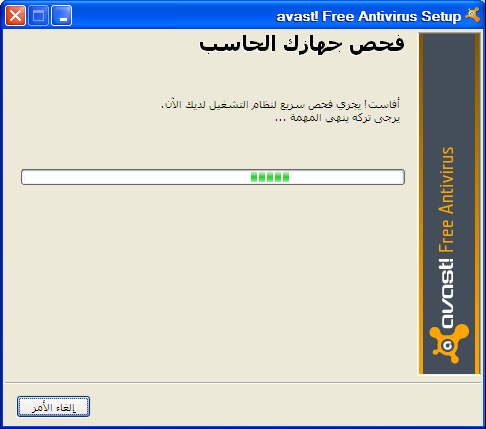 avast! Free Antivirus Setup
فحص جهازك الحاسب
أفاست! يجري فحص سريع لنظام التشغيل لديك الآن.
يرجى تركه ينهي المهمة ...
avast! Free Antivirus
إلغاء الأمر